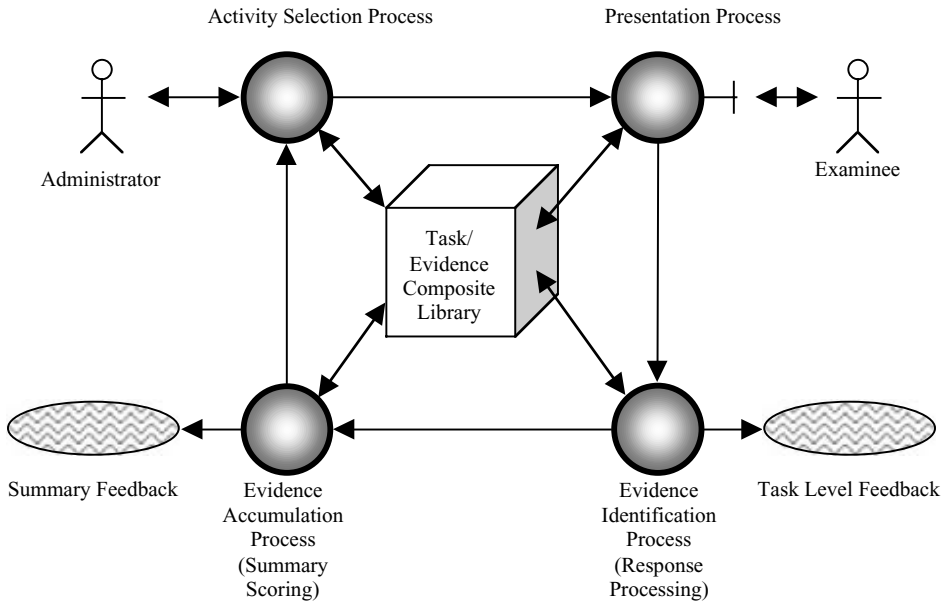 Activity Selection Process
Presentation Process
Administrator
Examinee
Task/
Evidence
Composite
Library
Summary Feedback
Evidence
Accumulation
Process
(Summary
Scoring)
Evidence
Identification
Process
(Response
Processing)
Task Level Feedback